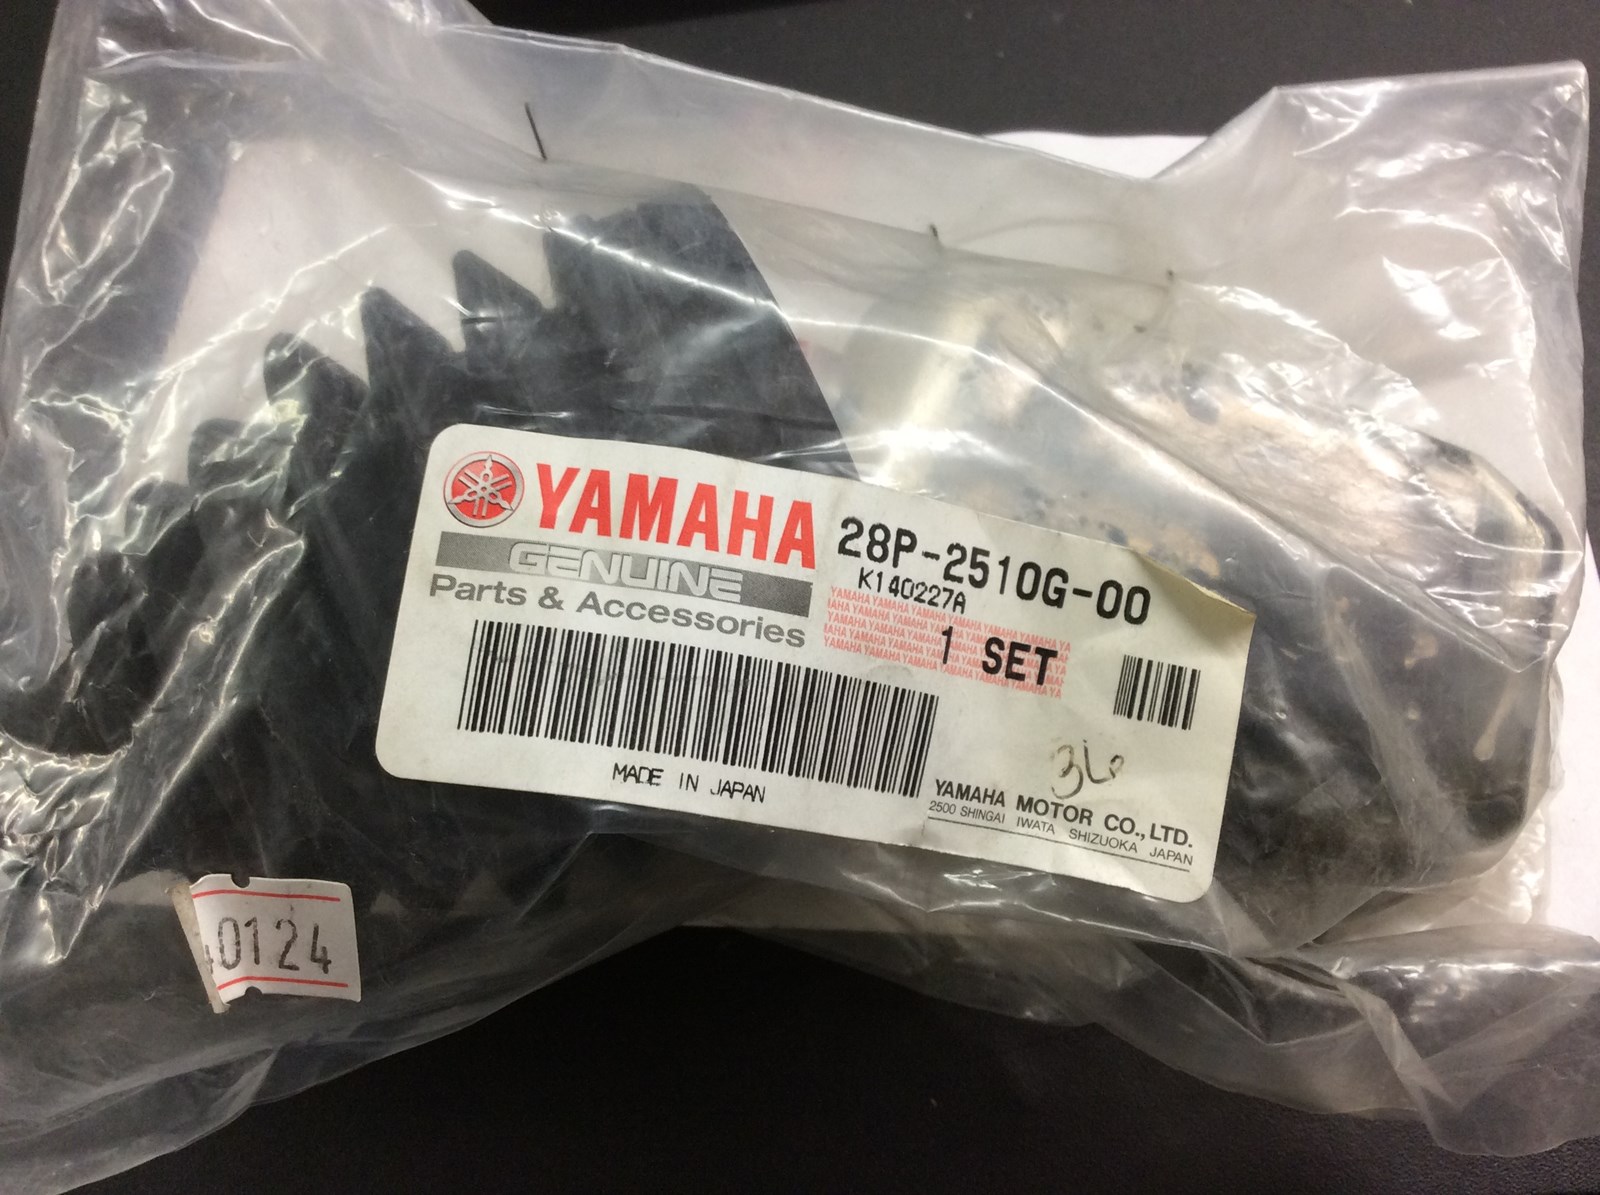 YAMAHA
GENUINE
Parts & Accessories
28P-2510G-00
K140227A
1 SET
MADE IN JAPAN
YAMAHA MOTOR CO.,LTD.
2500 SHINGAI IWATA SHIZUOKA JAPAN
0124